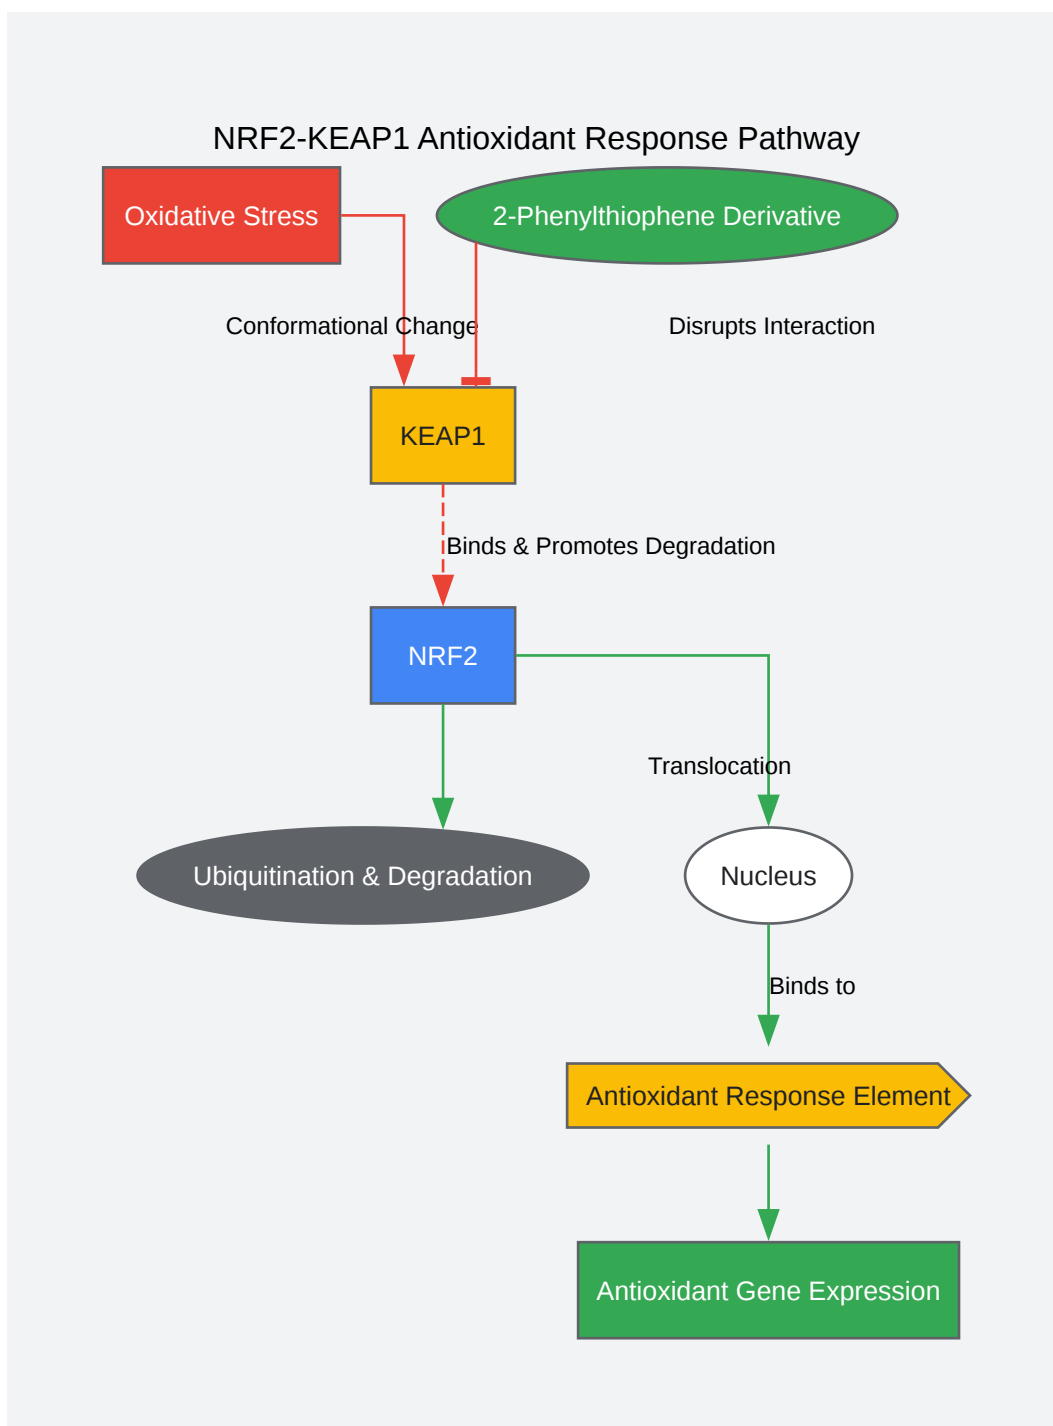 NRF2-KEAP1 Antioxidant Response Pathway
Oxidative Stress
2-Phenylthiophene Derivative
Conformational Change
Disrupts Interaction
KEAP1
Binds & Promotes Degradation
NRF2
Translocation
Ubiquitination & Degradation
Nucleus
Binds to
Antioxidant Response Element
Antioxidant Gene Expression